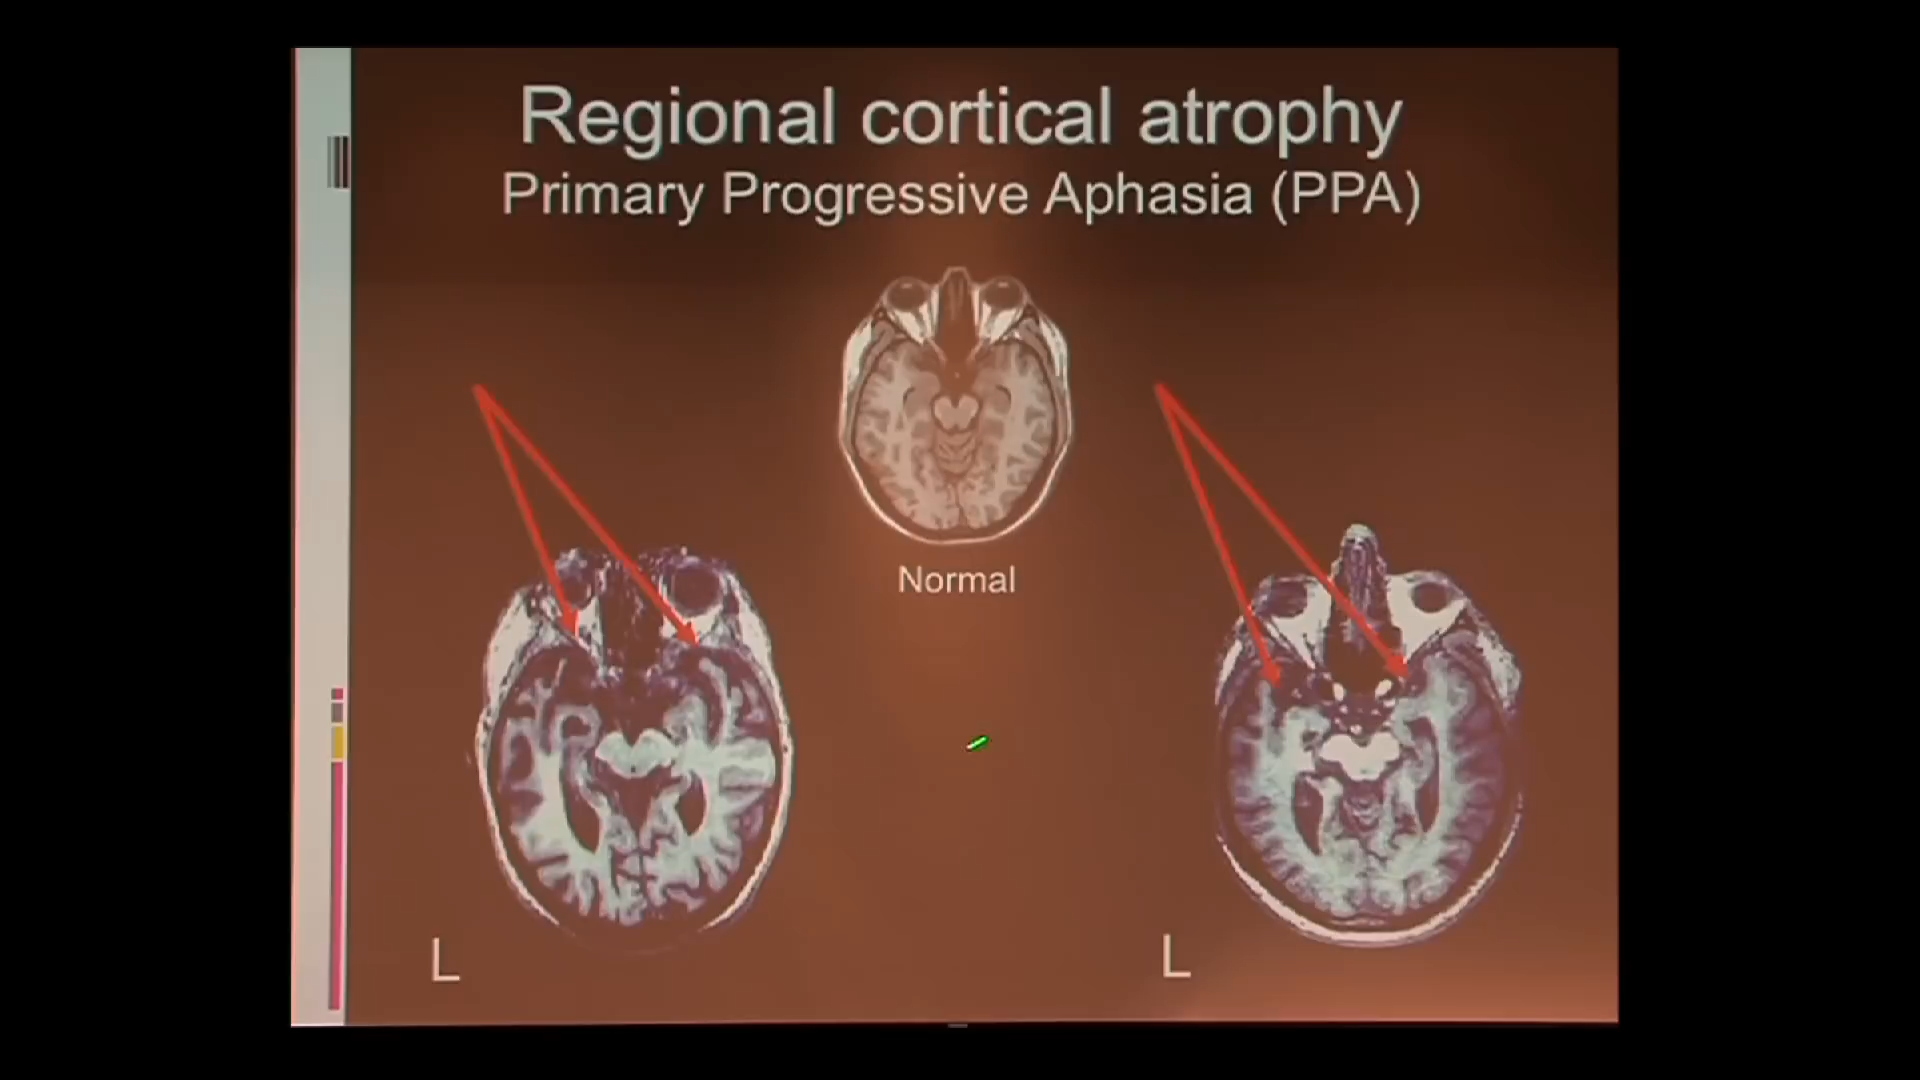 Regional cortical atrophy
Primary Progressive Aphasia (PPA)
Normal
L
L